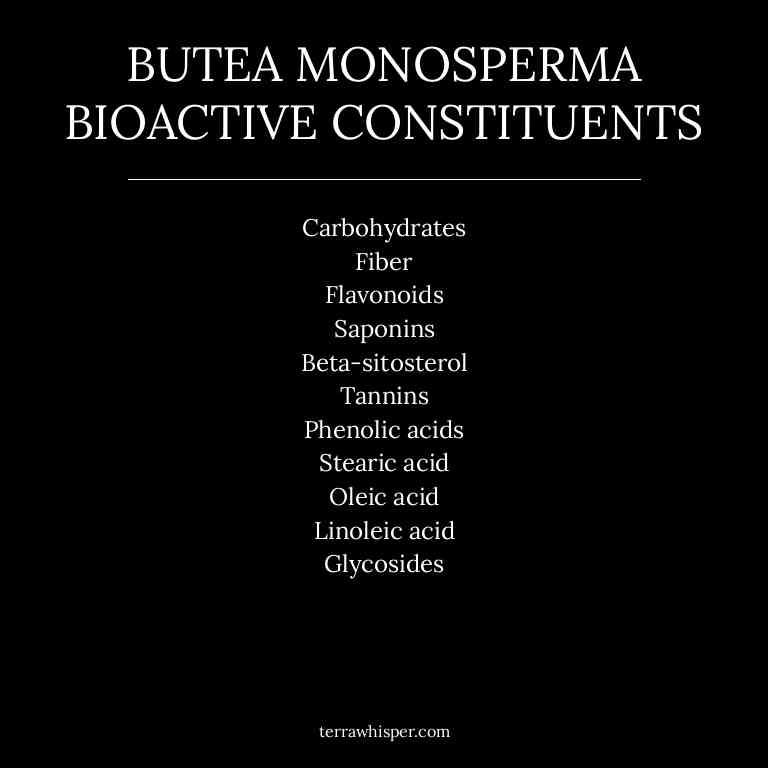 BUTEA MONOSPERMA
BIOACTIVE CONSTITUENTS
Carbohydrates
Fiber
Flavonoids
Saponins
Beta-sitosterol
Tannins
Phenolic acids
Stearic acid
Oleic acid
Linoleic acid
Glycosides
terrawhisper.com